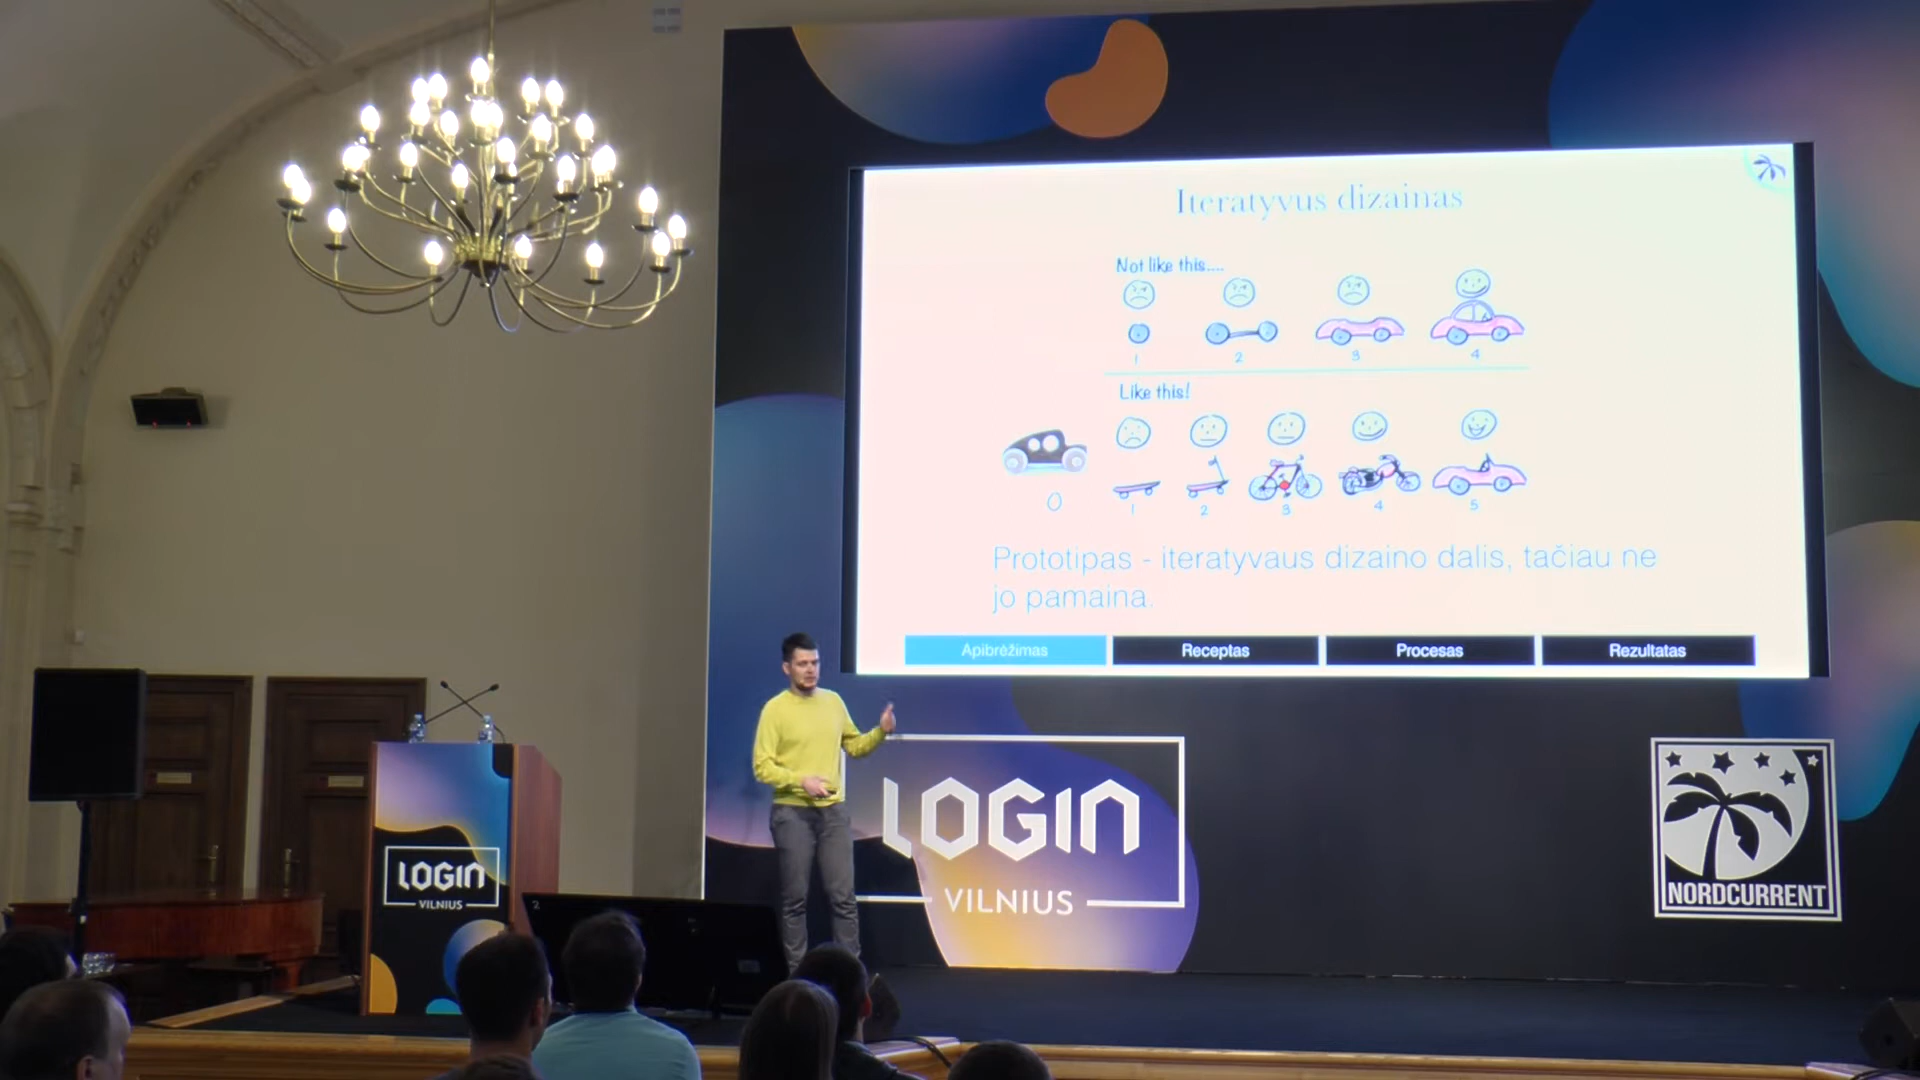 Iteratyvus dizainas
Not like this....
1 2 3 4
Like this!
0 1 2 3 4 5
Prototipas - iteratyvaus dizaino dalis, tačiau ne
jo pamaina.
Apibrėžimas Receptas Procesas Rezultatas
LOGIN
VILNIUS
NORDCURRENT
LOGIN
VILNIUS
2